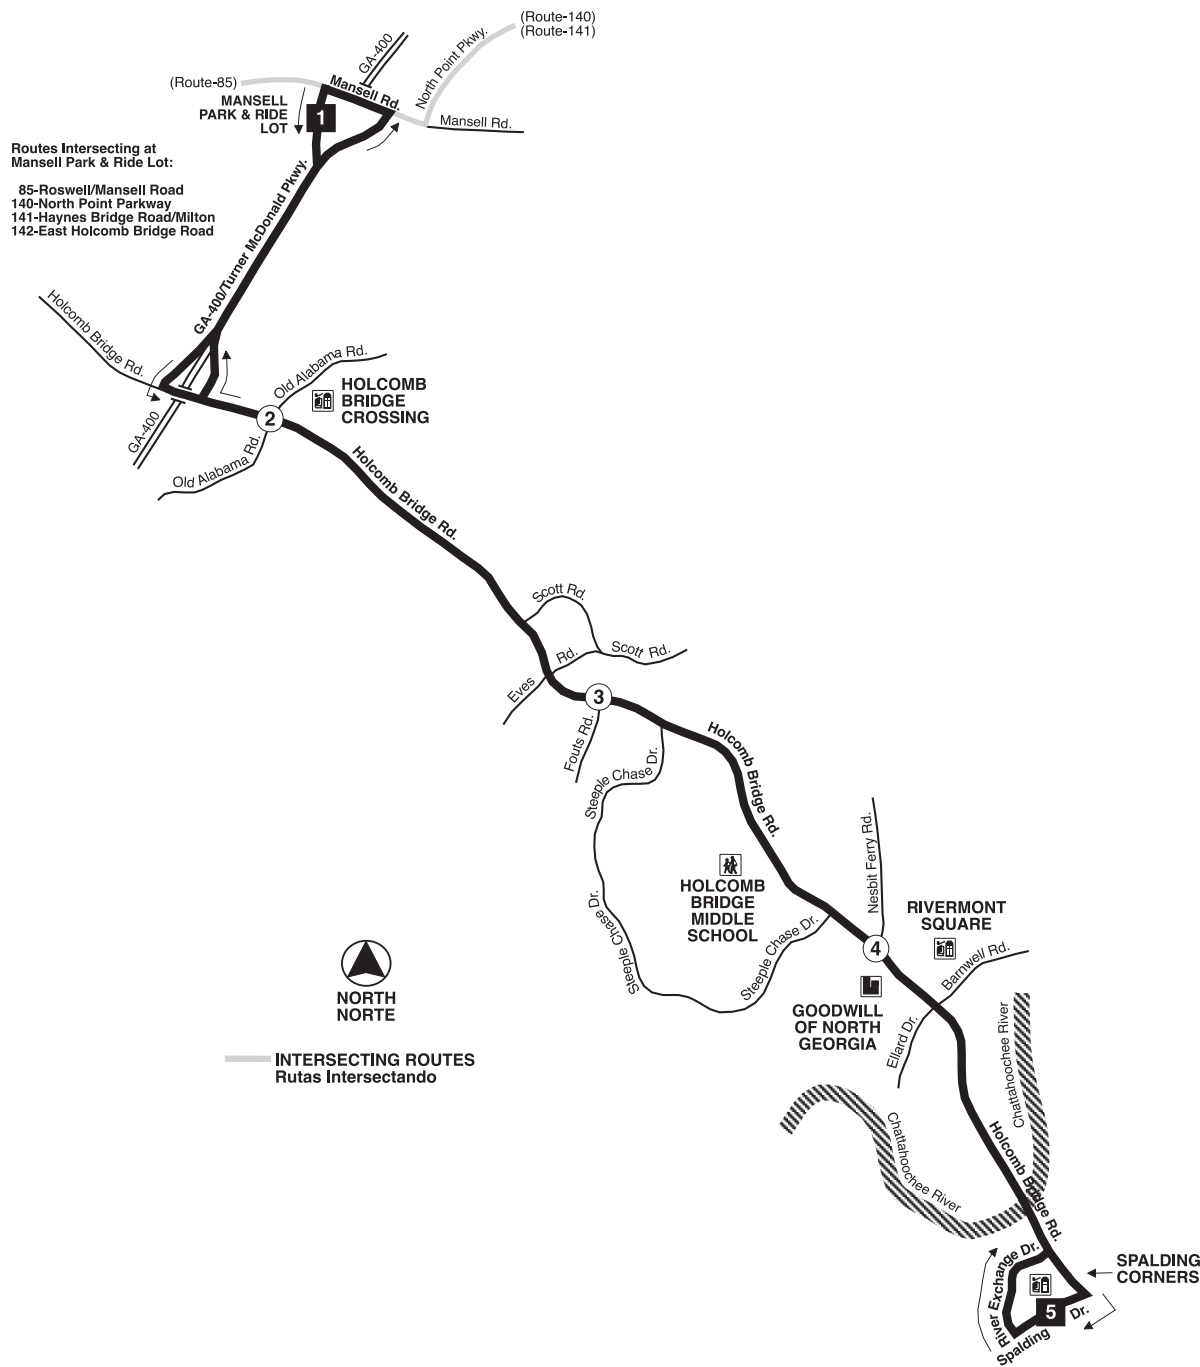 (Route-140)
(Route-141)
GA-400
North Point Pkwy.
(Route-85)
Mansell Rd.
MANSELL
PARK & RIDE
LOT
1
Mansell Rd.
Routes Intersecting at
Mansell Park & Ride Lot:
85-Roswell/Mansell Road
140-North Point Parkway
141-Haynes Bridge Road/Milton
142-East Holcomb Bridge Road
GA-400/Turner McDonald Pkwy.
Holcomb Bridge Rd.
Old Alabama Rd.
HOLCOMB
BRIDGE
CROSSING
2
GA-400
Old Alabama Rd.
Holcomb Bridge Rd.
Scott Rd.
Scott Rd.
Eves Rd.
3
Fouts Rd.
Steeple Chase Dr.
Holcomb Bridge Rd.
Nesbit Ferry Rd.
HOLCOMB
BRIDGE
MIDDLE
SCHOOL
RIVERMONT
SQUARE
Steeple Chase Dr.
Steeple Chase Dr.
Steeple Chase Dr.
4
Barnwell Rd.
NORTH
NORTE
GOODWILL
OF NORTH
GEORGIA
Ellard Dr.
INTERSECTING ROUTES
Rutas Intersectando
Chattahoochee River
Chattahoochee River
Holcomb Bridge Rd.
River Exchange Dr.
SPALDING
CORNERS
5
Spalding Dr.